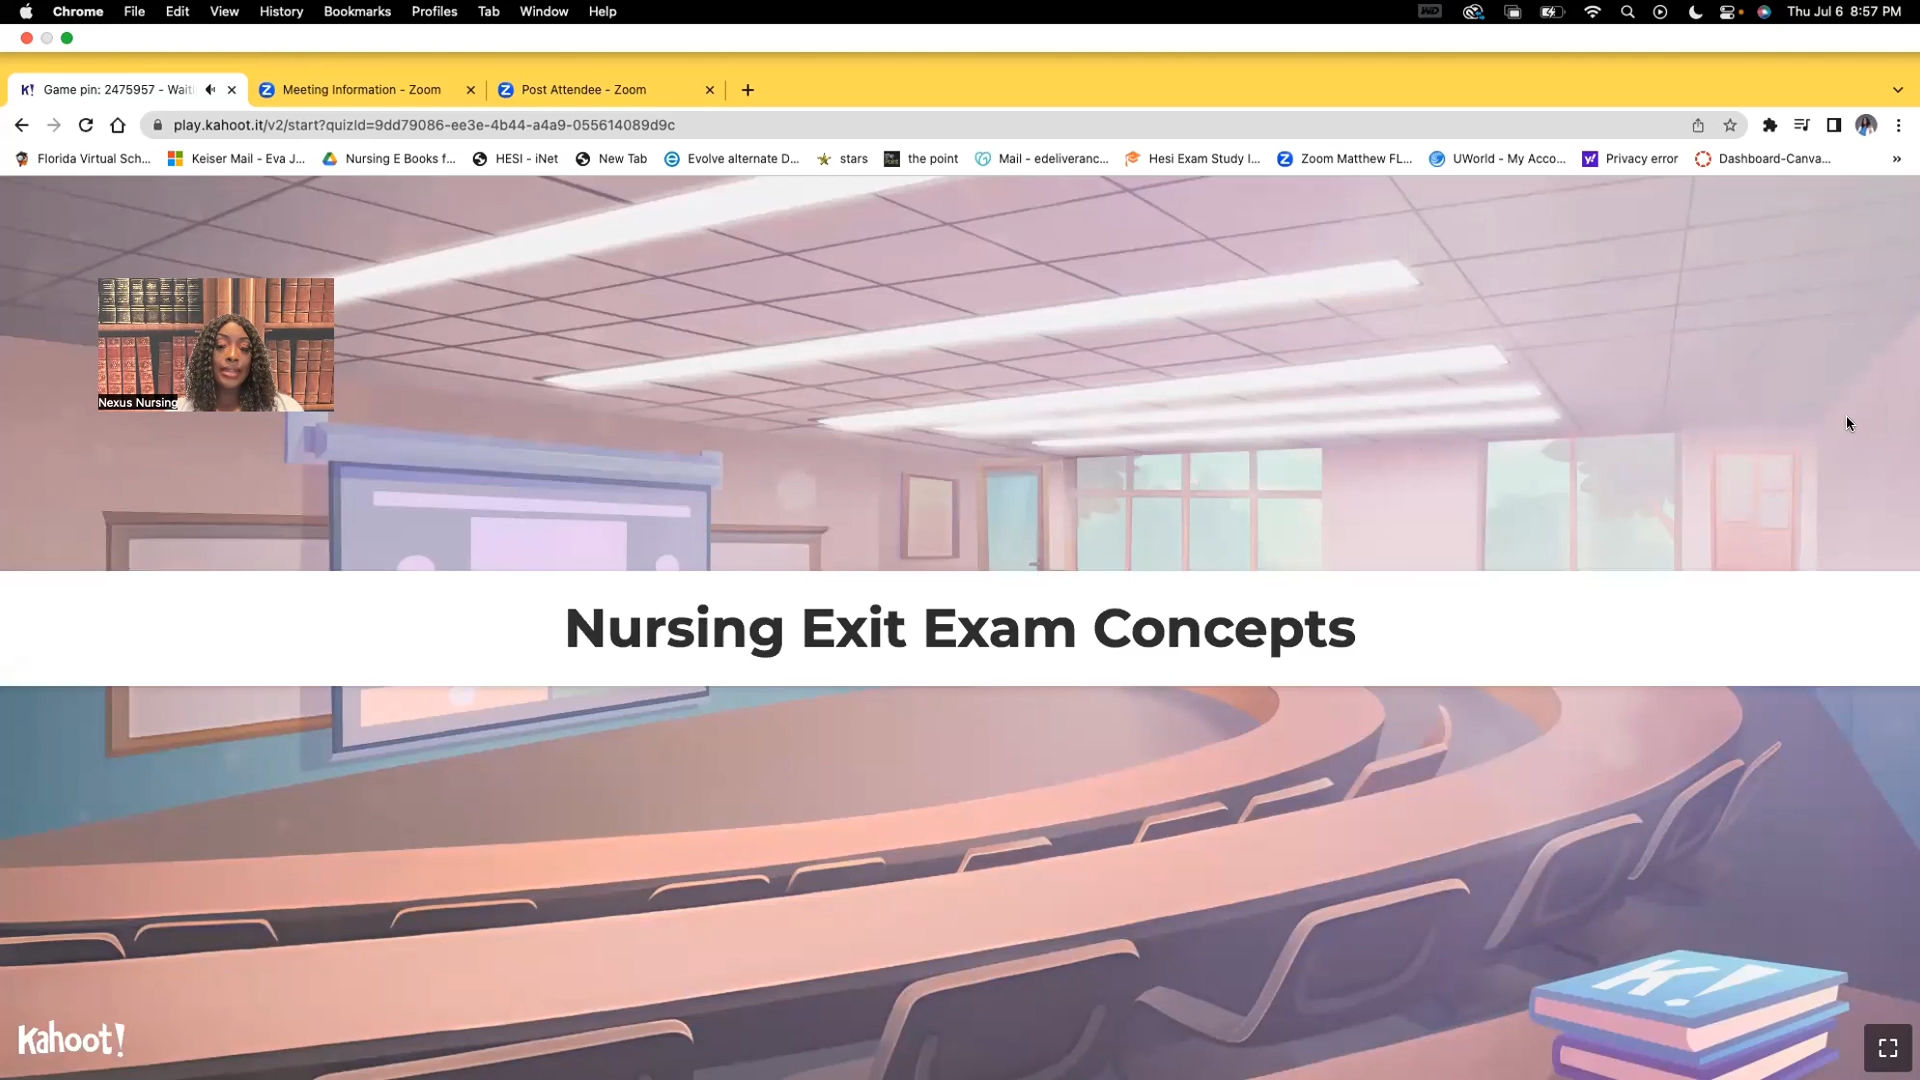 Chrome File Edit View History Bookmarks Profiles Tab Window Help
Thu Jul 6 8:57 PM
K! Game pin: 2475957 - Wait
Meeting Information - Zoom
Post Attendee - Zoom
play.kahoot.it/v2/start?quizId=9dd79086-ee3e-4b44-a4a9-055614089d9c
Florida Virtual Sch...
Keiser Mail - Eva J...
Nursing E Books f...
HESI - iNet
New Tab
Evolve alternate D...
stars
the point
Mail - edeliveranc...
Hesi Exam Study I...
Zoom Matthew FL...
UWorld - My Acco...
Privacy error
Dashboard-Canva...
Nexus Nursing
Nursing Exit Exam Concepts
K!
Kahoot!